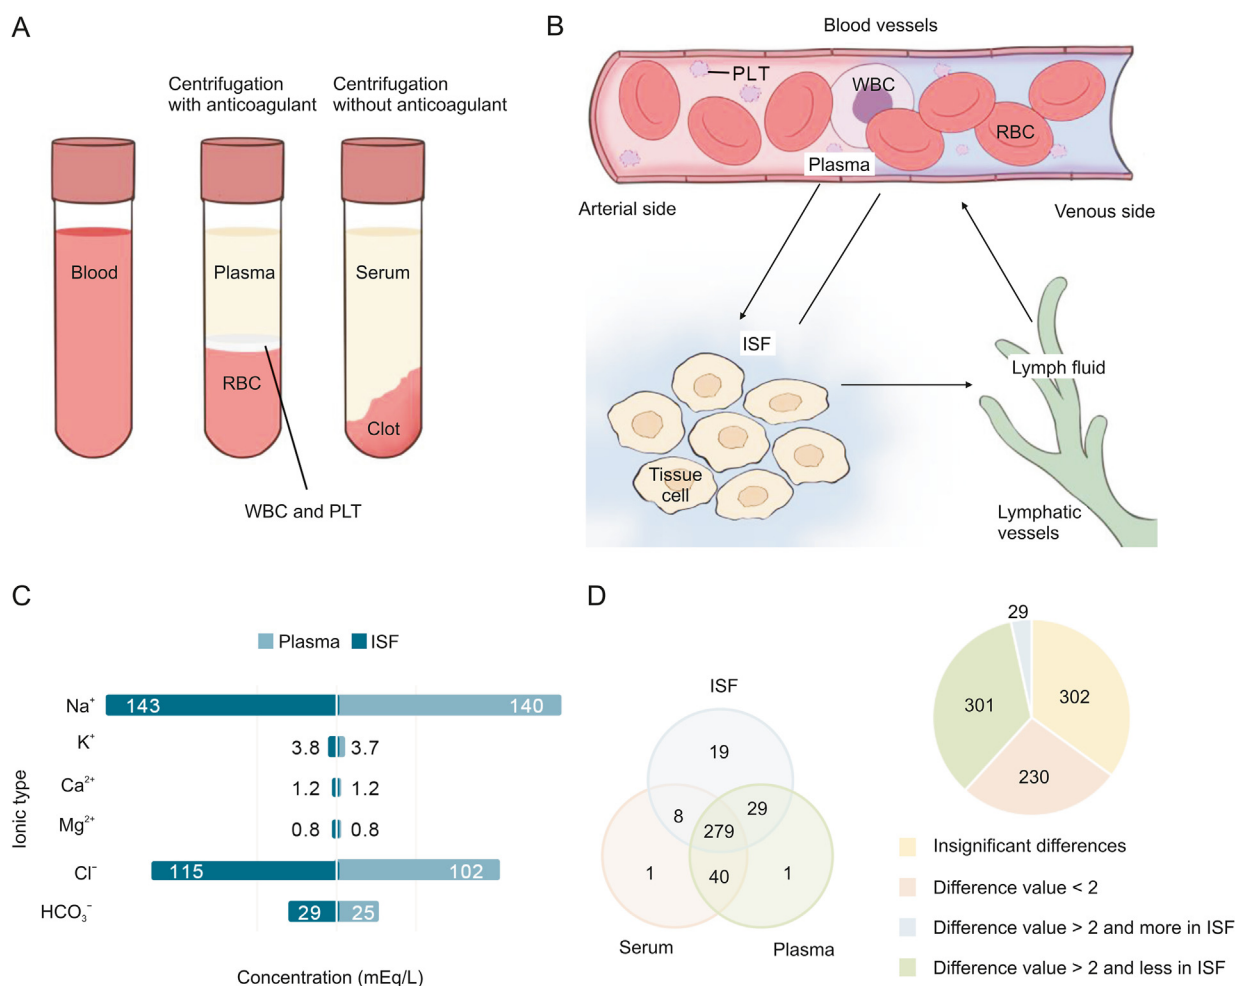 A
Centrifugation
with anticoagulant
Centrifugation
without anticoagulant
Blood
Plasma
Serum
RBC
Clot
WBC and PLT
B
Blood vessels
PLT
WBC
RBC
Plasma
Arterial side
Venous side
ISF
Lymph fluid
Tissue
cell
Lymphatic
vessels
C
Plasma
ISF
Ionic type
Na⁺
143
140
K⁺
3.8
3.7
Ca²⁺
1.2
1.2
Mg²⁺
0.8
0.8
Cl⁻
115
102
HCO₃⁻
29
25
Concentration (mEq/L)
D
ISF
19
8
29
279
1
40
1
Serum
Plasma
29
301
302
230
Insignificant differences
Difference value < 2
Difference value > 2 and more in ISF
Difference value > 2 and less in ISF